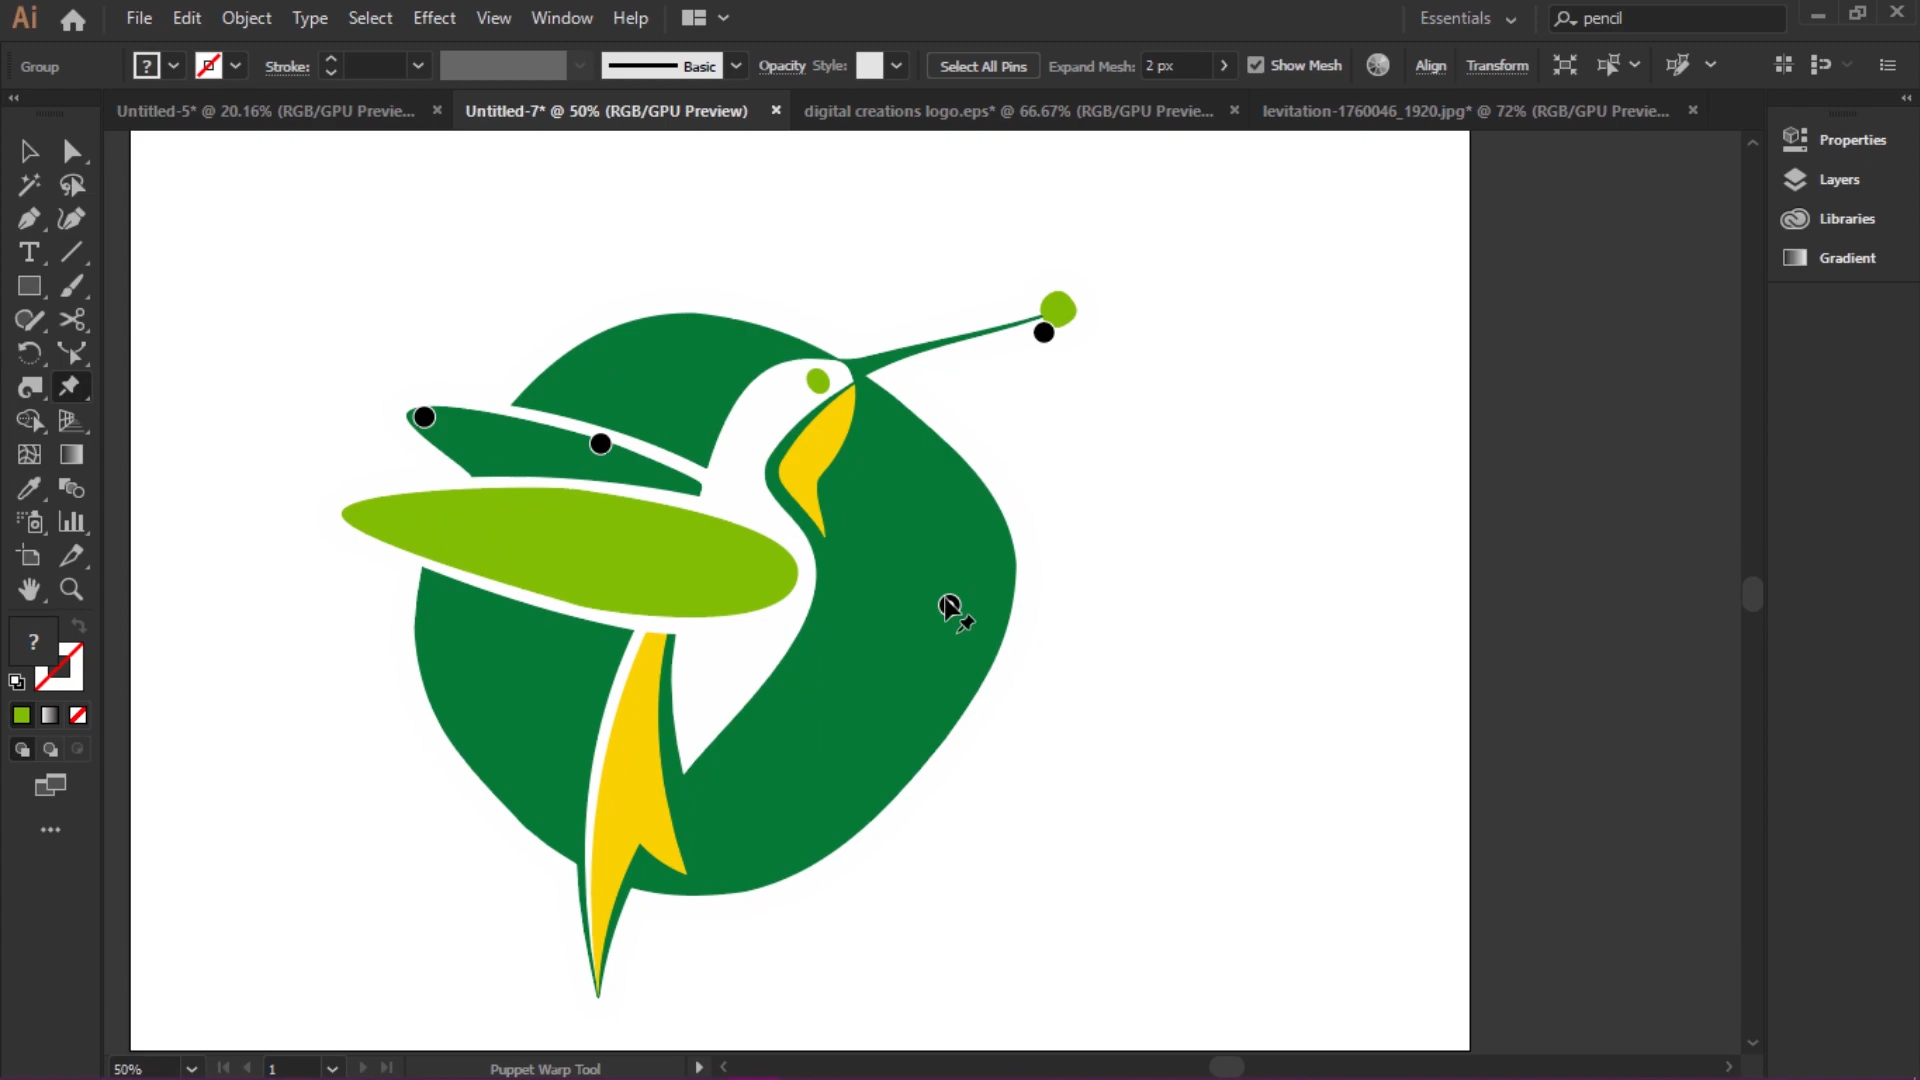 Ai File Edit Object Type Select Effect View Window Help Essentials pencil
Group ? Stroke: Basic Opacity Style: Select All Pins Expand Mesh: 2 px Show Mesh Align Transform
Untitled-5* @ 20.16% (RGB/GPU Previe... Untitled-7* @ 50% (RGB/GPU Preview) digital creations logo.eps* @ 66.67% (RGB/GPU Previe... levitation-1760046_1920.jpg* @ 72% (RGB/GPU Previe...
Properties
Layers
Libraries
Gradient
?
50% 1 Puppet Warp Tool